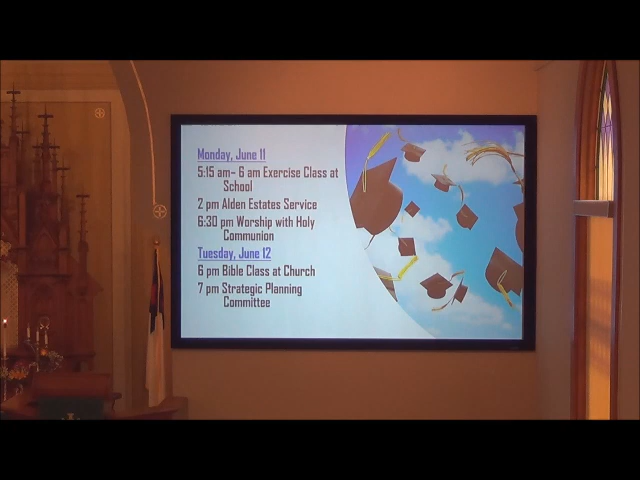 Monday, June 11
5:15 am- 6 am Exercise Class at
School
2 pm Alden Estates Service
6:30 pm Worship with Holy
Communion
Tuesday, June 12
6 pm Bible Class at Church
7 pm Strategic Planning
Committee